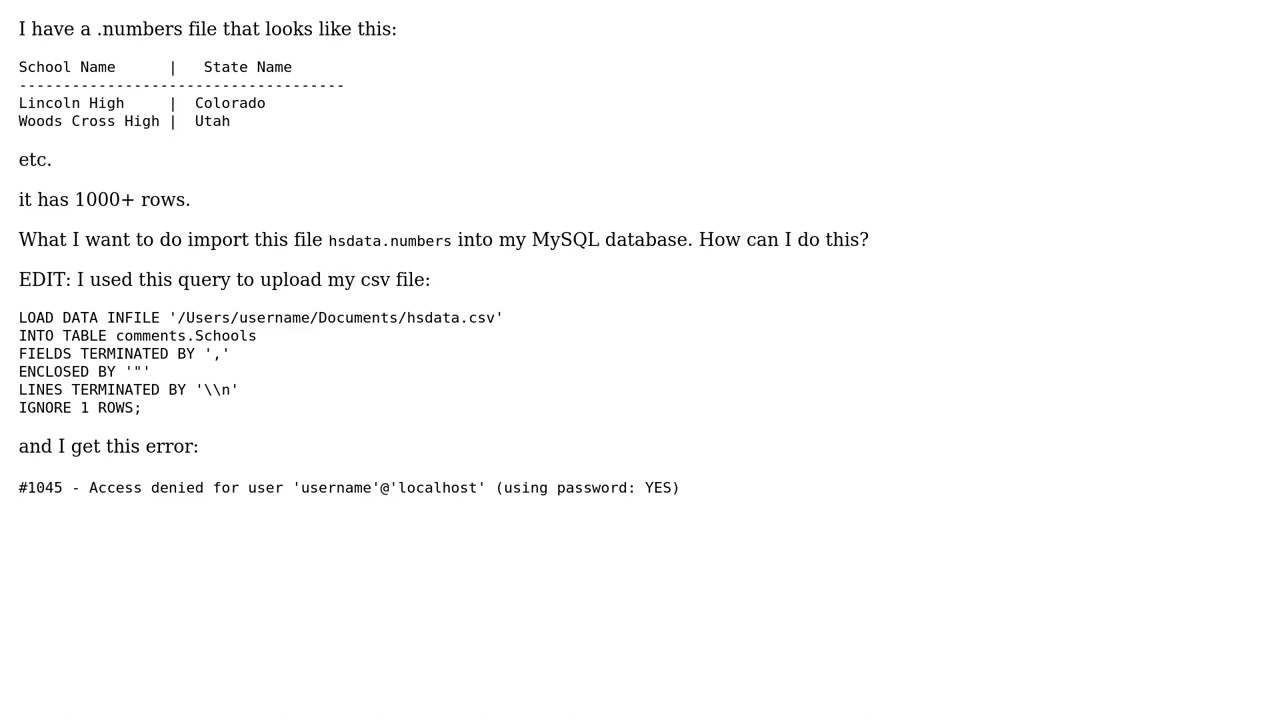 I have a .numbers file that looks like this:
School Name      |   State Name
-------------------------------------
Lincoln High     |  Colorado
Woods Cross High |  Utah
etc.
it has 1000+ rows.
What I want to do import this file hsdata.numbers into my MySQL database. How can I do this?
EDIT: I used this query to upload my csv file:
LOAD DATA INFILE '/Users/username/Documents/hsdata.csv'
INTO TABLE comments.Schools
FIELDS TERMINATED BY ','
ENCLOSED BY '"'
LINES TERMINATED BY '\\n'
IGNORE 1 ROWS;
and I get this error:
#1045 - Access denied for user 'username'@'localhost' (using password: YES)